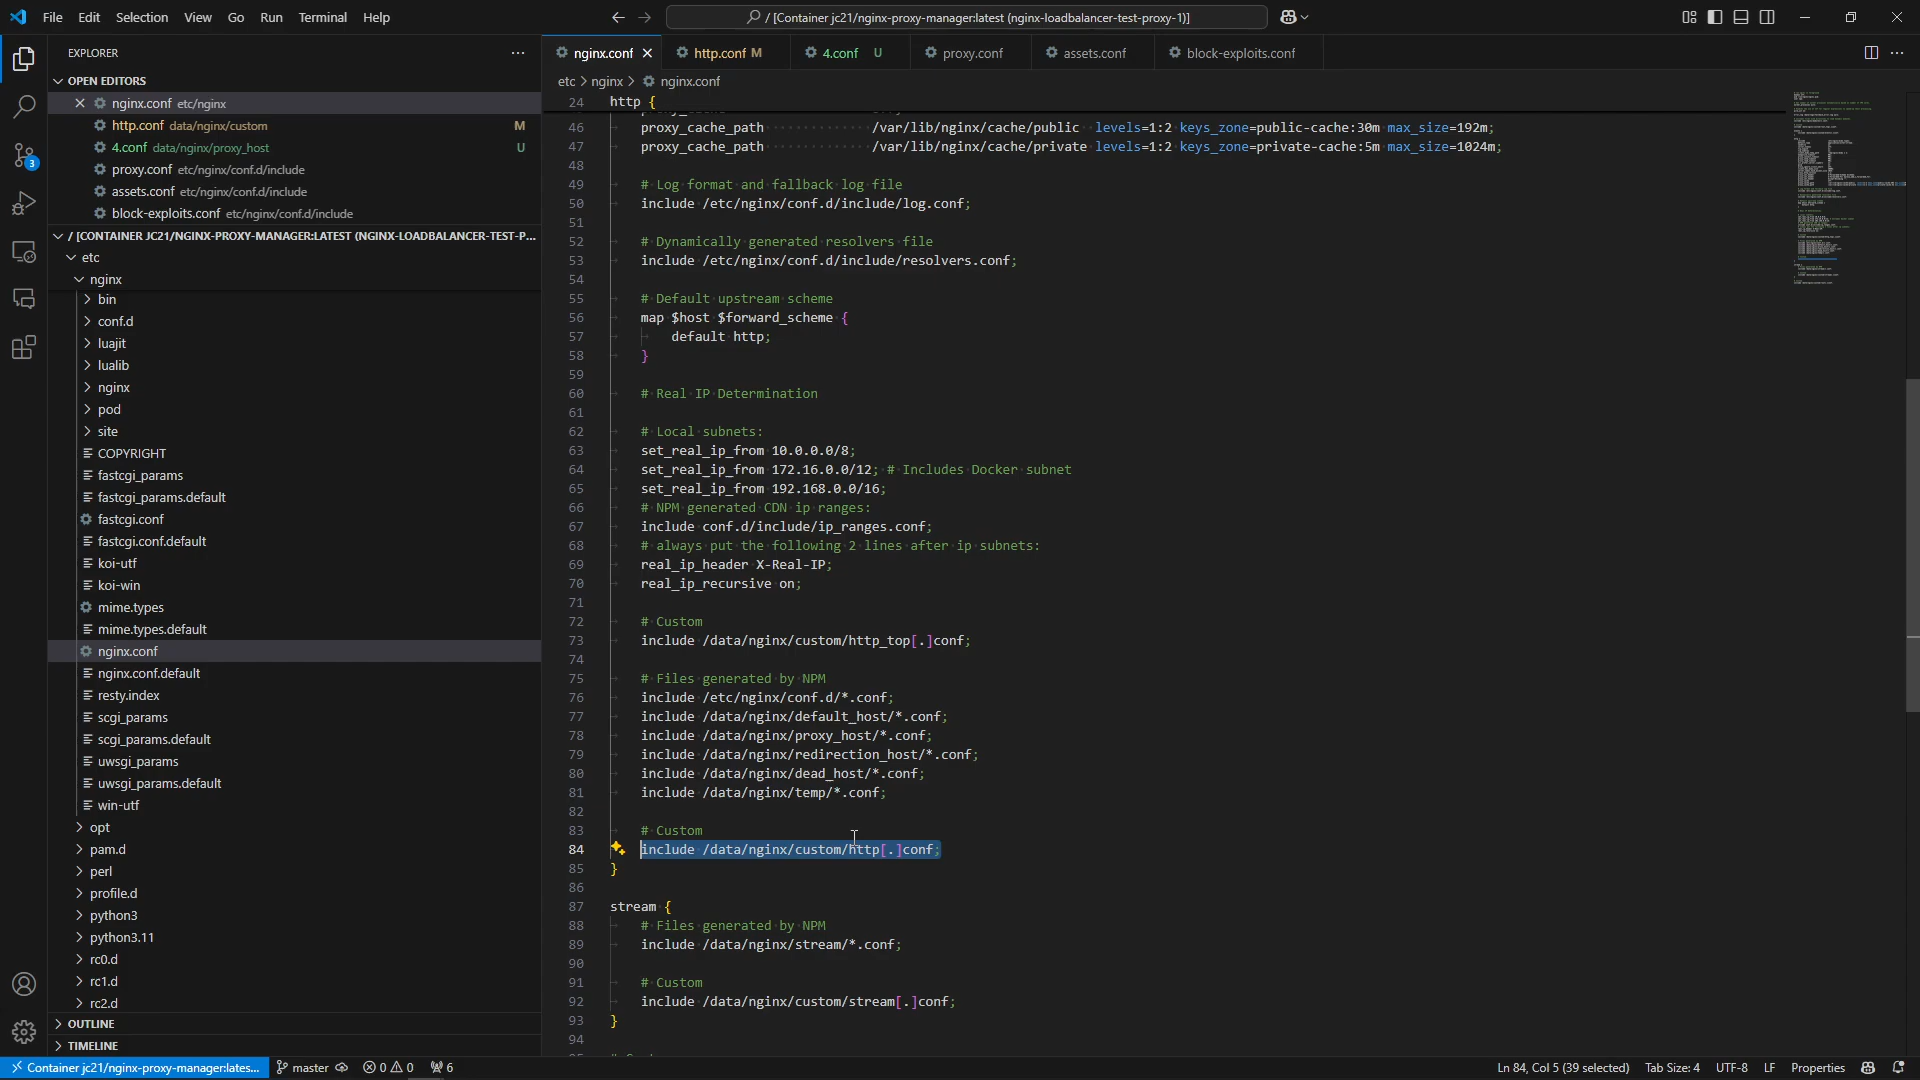 File Edit Selection View Go Run Terminal Help
/ [Container jc21/nginx-proxy-manager:latest (nginx-loadbalancer-test-proxy-1)]
EXPLORER
OPEN EDITORS
nginx.conf etc/nginx
http.conf data/nginx/custom M
4.conf data/nginx/proxy_host U
proxy.conf etc/nginx/conf.d/include
assets.conf etc/nginx/conf.d/include
block-exploits.conf etc/nginx/conf.d/include
/ [CONTAINER JC21/NGINX-PROXY-MANAGER:LATEST (NGINX-LOADBALANCER-TEST-P...
etc
nginx
bin
conf.d
luajit
lualib
nginx
pod
site
COPYRIGHT
fastcgi_params
fastcgi_params.default
fastcgi.conf
fastcgi.conf.default
koi-utf
koi-win
mime.types
mime.types.default
nginx.conf
nginx.conf.default
resty.index
scgi_params
scgi_params.default
uwsgi_params
uwsgi_params.default
win-utf
opt
pam.d
perl
profile.d
python3
python3.11
rc0.d
rc1.d
rc2.d
OUTLINE
TIMELINE
3
nginx.conf http.conf M 4.conf U proxy.conf assets.conf block-exploits.conf
etc > nginx > nginx.conf
24 http {
46 proxy_cache_path /var/lib/nginx/cache/public levels=1:2 keys_zone=public-cache:30m max_size=192m;
47 proxy_cache_path /var/lib/nginx/cache/private levels=1:2 keys_zone=private-cache:5m max_size=1024m;
48
49 # Log format and fallback log file
50 include /etc/nginx/conf.d/include/log.conf;
51
52 # Dynamically generated resolvers file
53 include /etc/nginx/conf.d/include/resolvers.conf;
54
55 # Default upstream scheme
56 map $host $forward_scheme {
57 default http;
58 }
59
60 # Real IP Determination
61
62 # Local subnets:
63 set_real_ip_from 10.0.0.0/8;
64 set_real_ip_from 172.16.0.0/12; # Includes Docker subnet
65 set_real_ip_from 192.168.0.0/16;
66 # NPM generated CDN ip ranges:
67 include conf.d/include/ip_ranges.conf;
68 # always put the following 2 lines after ip subnets:
69 real_ip_header X-Real-IP;
70 real_ip_recursive on;
71
72 # Custom
73 include /data/nginx/custom/http_top[.]conf;
74
75 # Files generated by NPM
76 include /etc/nginx/conf.d/*.conf;
77 include /data/nginx/default_host/*.conf;
78 include /data/nginx/proxy_host/*.conf;
79 include /data/nginx/redirection_host/*.conf;
80 include /data/nginx/dead_host/*.conf;
81 include /data/nginx/temp/*.conf;
82
83 # Custom
84 include /data/nginx/custom/http[.]conf;
85 }
86
87 stream {
88 # Files generated by NPM
89 include /data/nginx/stream/*.conf;
90
91 # Custom
92 include /data/nginx/custom/stream[.]conf;
93 }
94
Container jc21/nginx-proxy-manager:lates... master 0 0 6 Ln 84, Col 5 (39 selected) Tab Size: 4 UTF-8 LF Properties